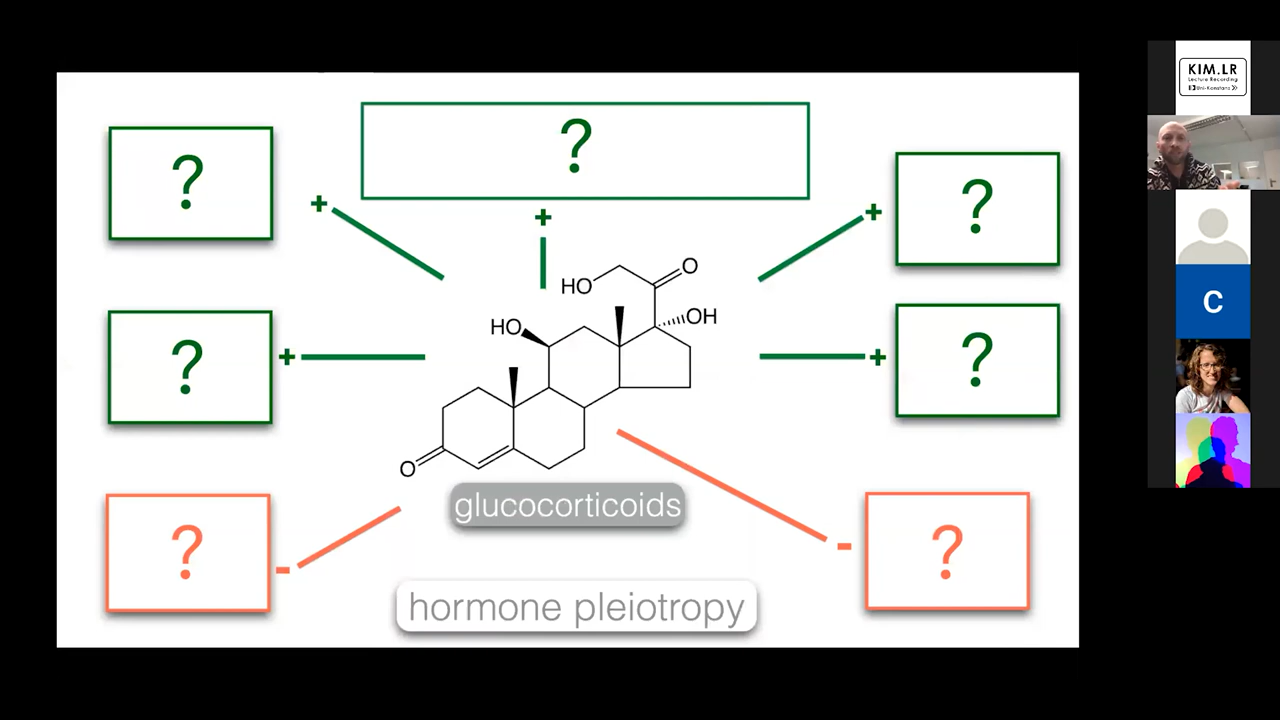 ?
?
?
+
+
+
O
HO
OH
HO
?
+
+
?
O
glucocorticoids
?
-
-
?
hormone pleiotropy
KIM.LR
Lecture Recording
Uni-Konstanz
C